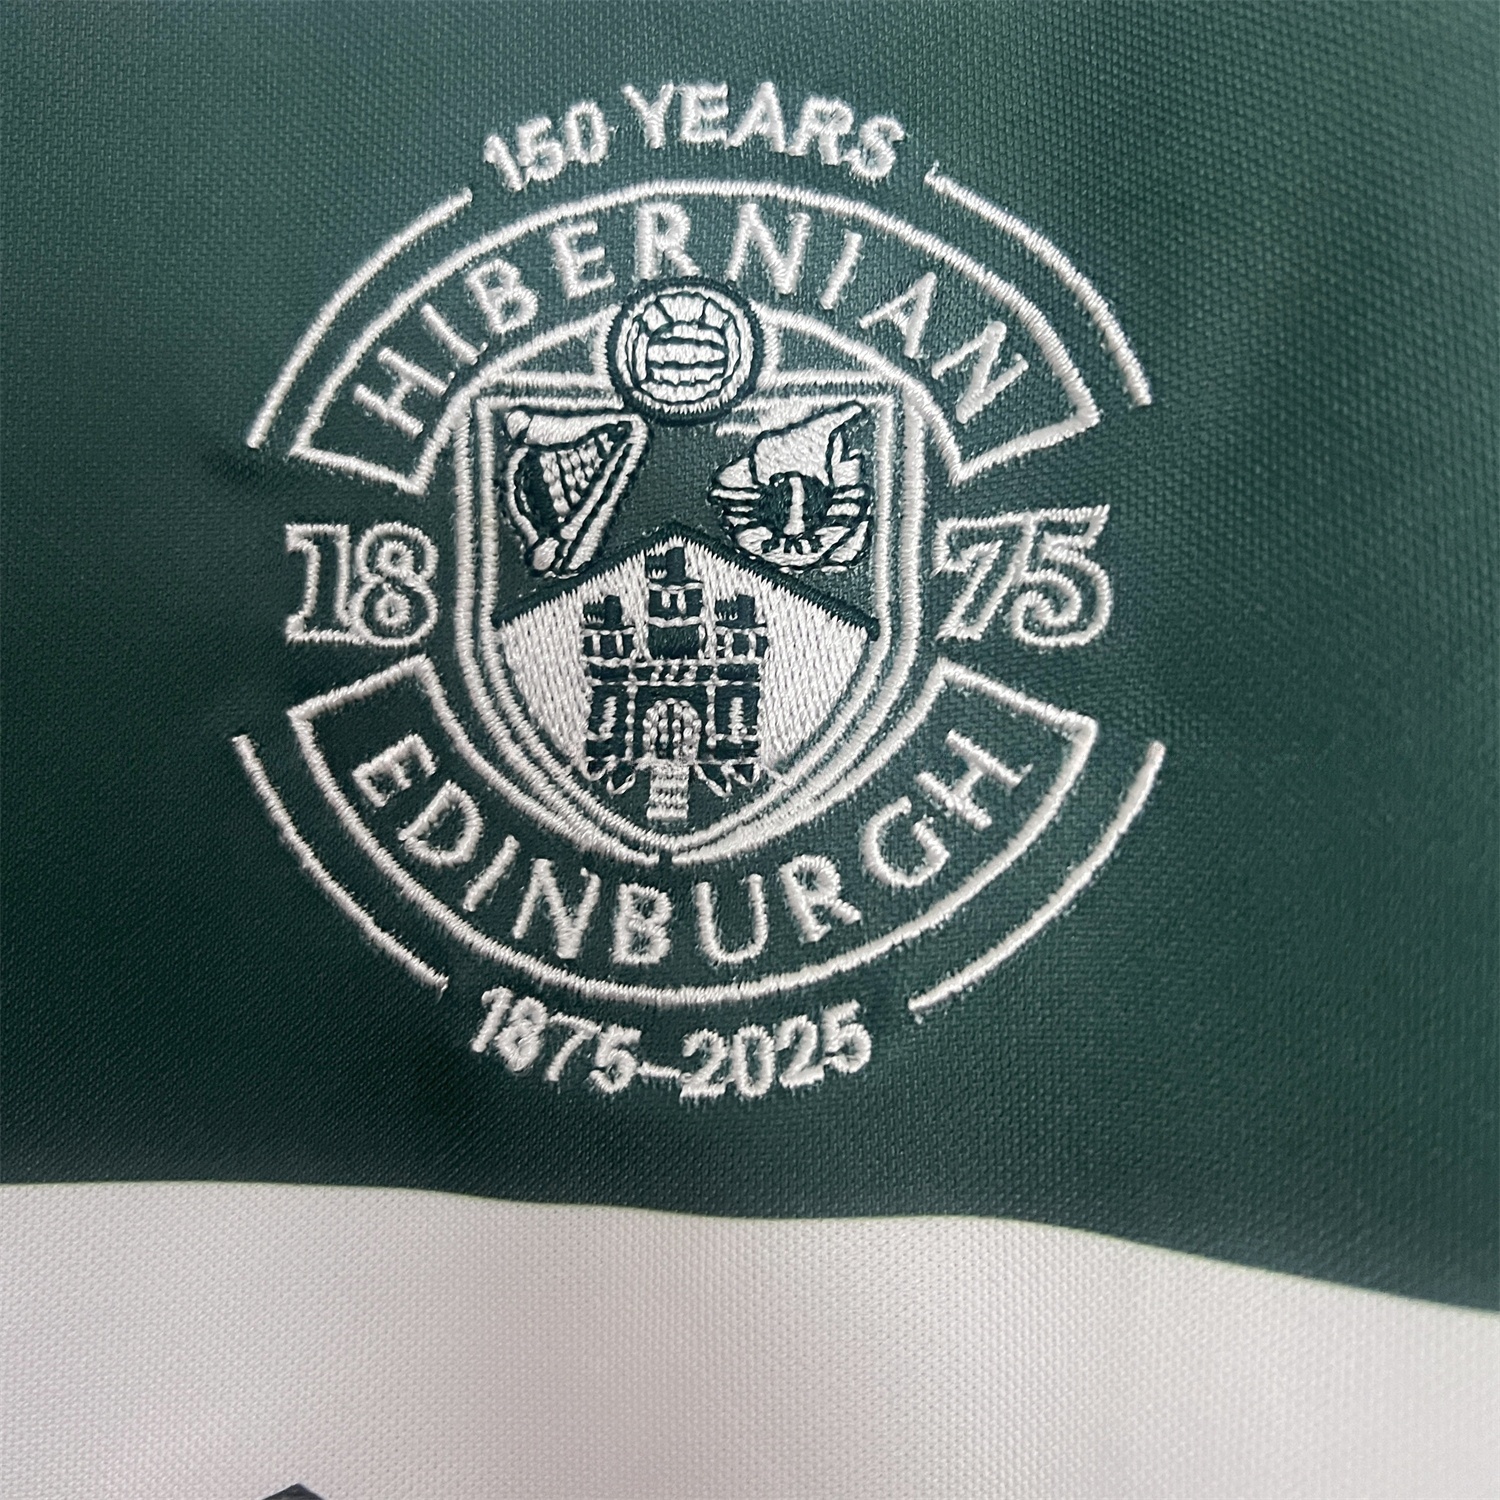 150 YEARS
HIBERNIAN
18 75
EDINBURGH
1875-2025